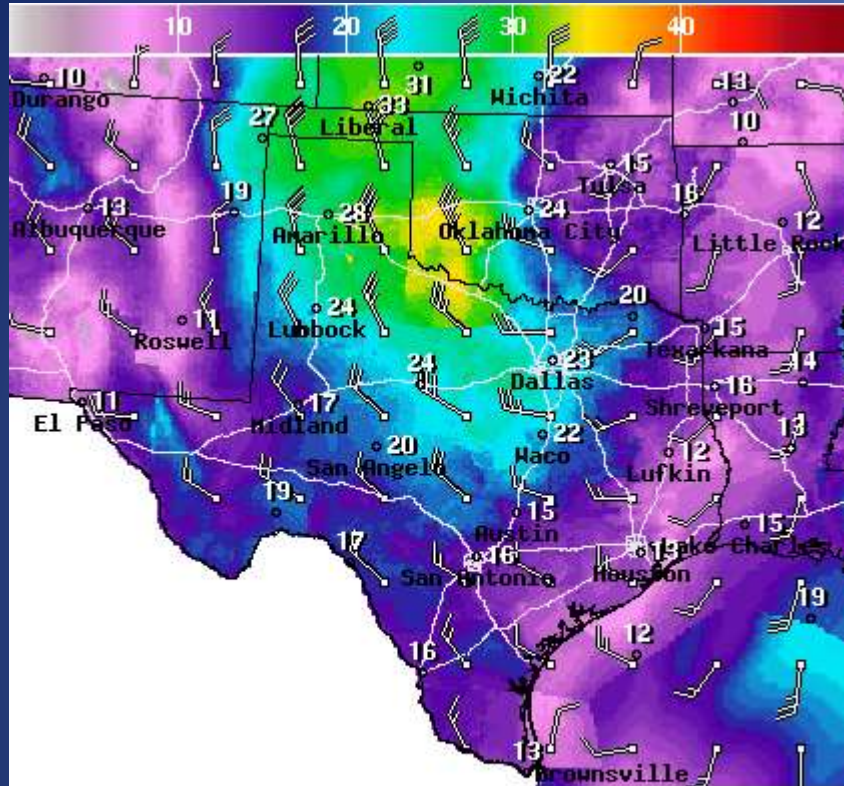 10 20 30 40
10 31 22 13
Durango Wichita
27 33 10
Liberal
15
Tulsa
13 19 28 24 16 12
Albuquerque Amarillo Oklahoma City Little Rock
11 24 20 15
Roswell Lubbock Texarkana
24 23 14
Dallas
11 17 16
El Paso Midland Shreveport
20 22 12 13
San Angelo Waco Lufkin
19 15 15
Austin
17 16 13 Lake Charles
San Antonio Houston
19
16 12
13
Brownsville